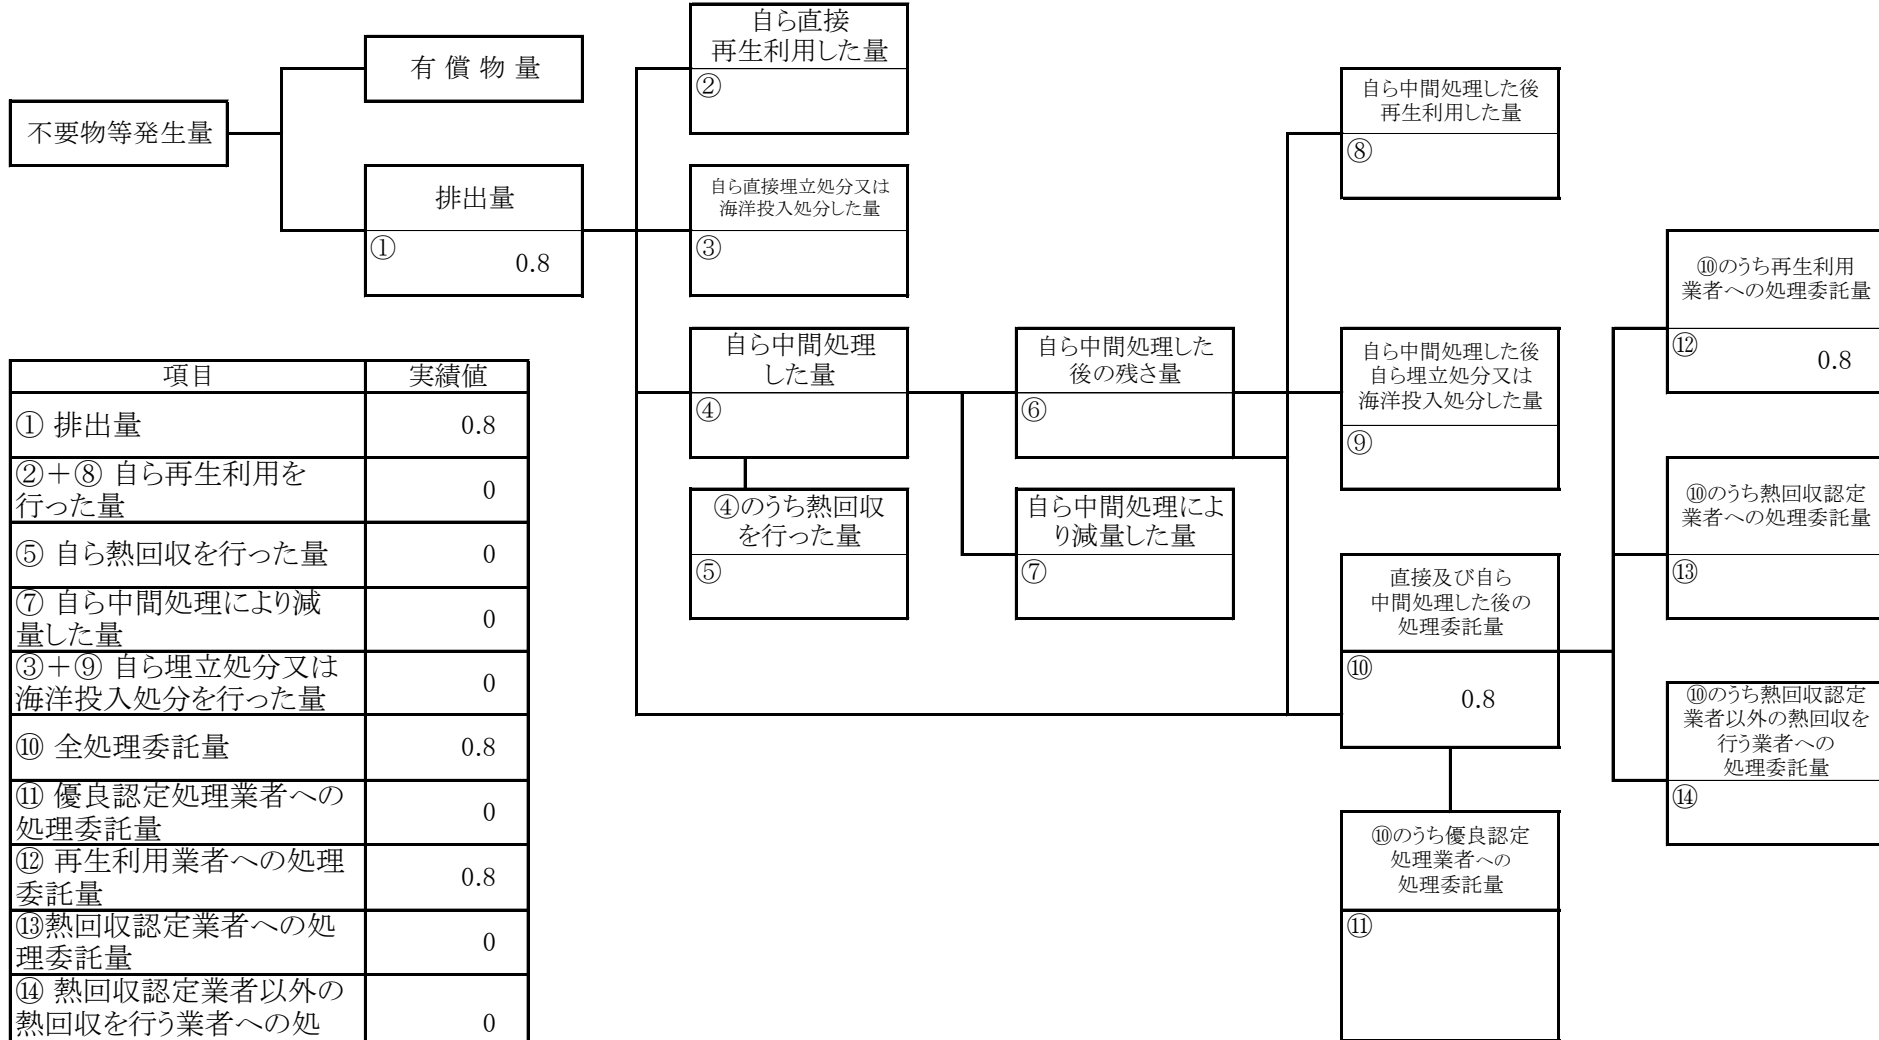 不要物等発生量
有 償 物 量
排出量
①
0.8
自ら直接
再生利用した量
②
自ら直接埋立処分又は
海洋投入処分した量
③
自ら中間処理
した量
④
④のうち熱回収
を行った量
⑤
自ら中間処理した
後の残さ量
⑥
自ら中間処理によ
り減量した量
⑦
自ら中間処理した後
再生利用した量
⑧
自ら中間処理した後
自ら埋立処分又は
海洋投入処分した量
⑨
直接及び自ら
中間処理した後の
処理委託量
⑩
0.8
⑩のうち優良認定
処理業者への
処理委託量
⑪
⑩のうち再生利用
業者への処理委託量
⑫
0.8
⑩のうち熱回収認定
業者への処理委託量
⑬
⑩のうち熱回収認定
業者以外の熱回収を
行う業者への
処理委託量
⑭
項目 実績値
① 排出量 0.8
②＋⑧ 自ら再生利用を
行った量 0
⑤ 自ら熱回収を行った量 0
⑦ 自ら中間処理により減
量した量 0
③＋⑨ 自ら埋立処分又は
海洋投入処分を行った量 0
⑩ 全処理委託量 0.8
⑪ 優良認定処理業者への
処理委託量 0
⑫ 再生利用業者への処理
委託量 0.8
⑬熱回収認定業者への処
理委託量 0
⑭ 熱回収認定業者以外の
熱回収を行う業者への処 0